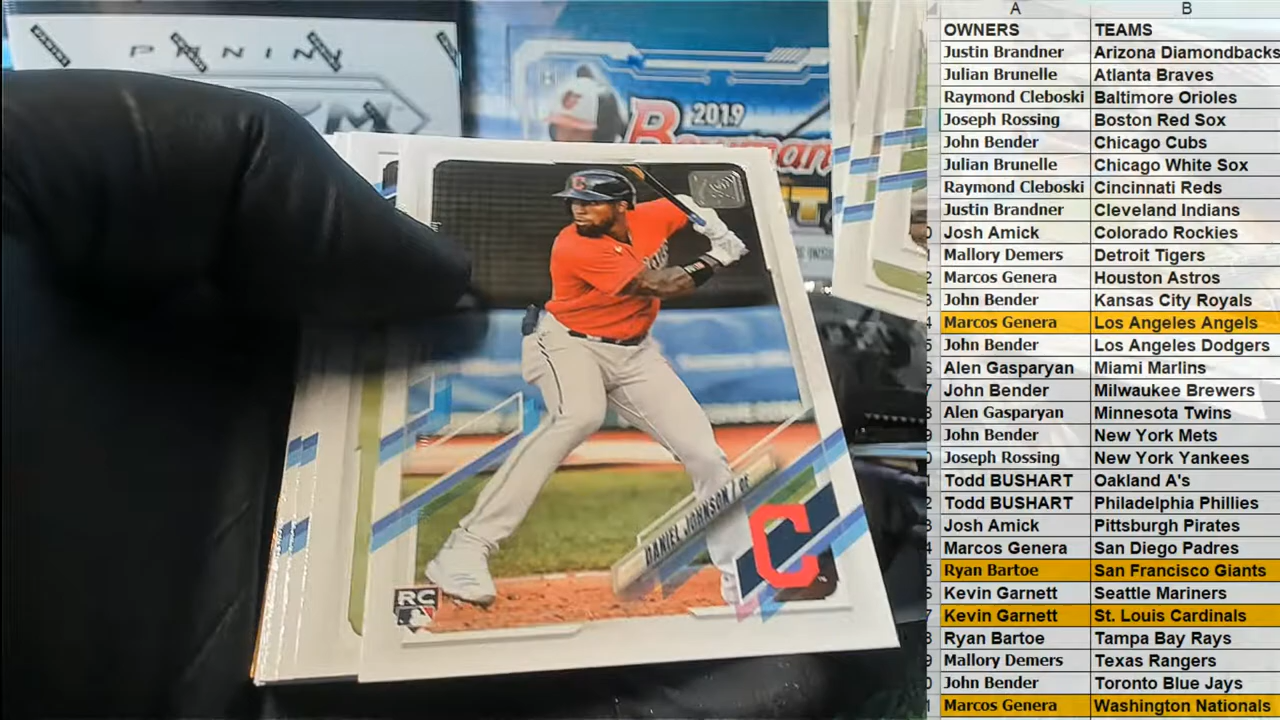 PANINI
2019
Bowman
DANIEL JOHNSON / OF
C
RC
A B
OWNERS TEAMS
Justin Brandner Arizona Diamondbacks
Julian Brunelle Atlanta Braves
Raymond Cleboski Baltimore Orioles
Joseph Rossing Boston Red Sox
John Bender Chicago Cubs
Julian Brunelle Chicago White Sox
Raymond Cleboski Cincinnati Reds
Justin Brandner Cleveland Indians
Josh Amick Colorado Rockies
Mallory Demers Detroit Tigers
Marcos Genera Houston Astros
John Bender Kansas City Royals
Marcos Genera Los Angeles Angels
John Bender Los Angeles Dodgers
Alen Gasparyan Miami Marlins
John Bender Milwaukee Brewers
Alen Gasparyan Minnesota Twins
John Bender New York Mets
Joseph Rossing New York Yankees
Todd BUSHART Oakland A's
Todd BUSHART Philadelphia Phillies
Josh Amick Pittsburgh Pirates
Marcos Genera San Diego Padres
Ryan Bartoe San Francisco Giants
Kevin Garnett Seattle Mariners
Kevin Garnett St. Louis Cardinals
Ryan Bartoe Tampa Bay Rays
Mallory Demers Texas Rangers
John Bender Toronto Blue Jays
Marcos Genera Washington Nationals